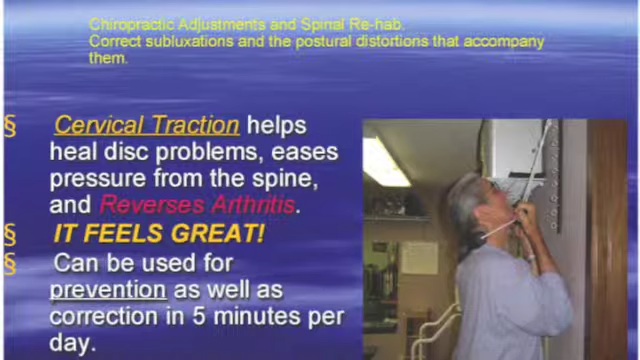 Chiropractic Adjustments and Spinal Re-hab.
Correct subluxations and the postural distortions that accompany
them.
§ Cervical Traction helps
heal disc problems, eases
pressure from the spine,
and Reverses Arthritis.
§ IT FEELS GREAT!
§ Can be used for
prevention as well as
correction in 5 minutes per
day.